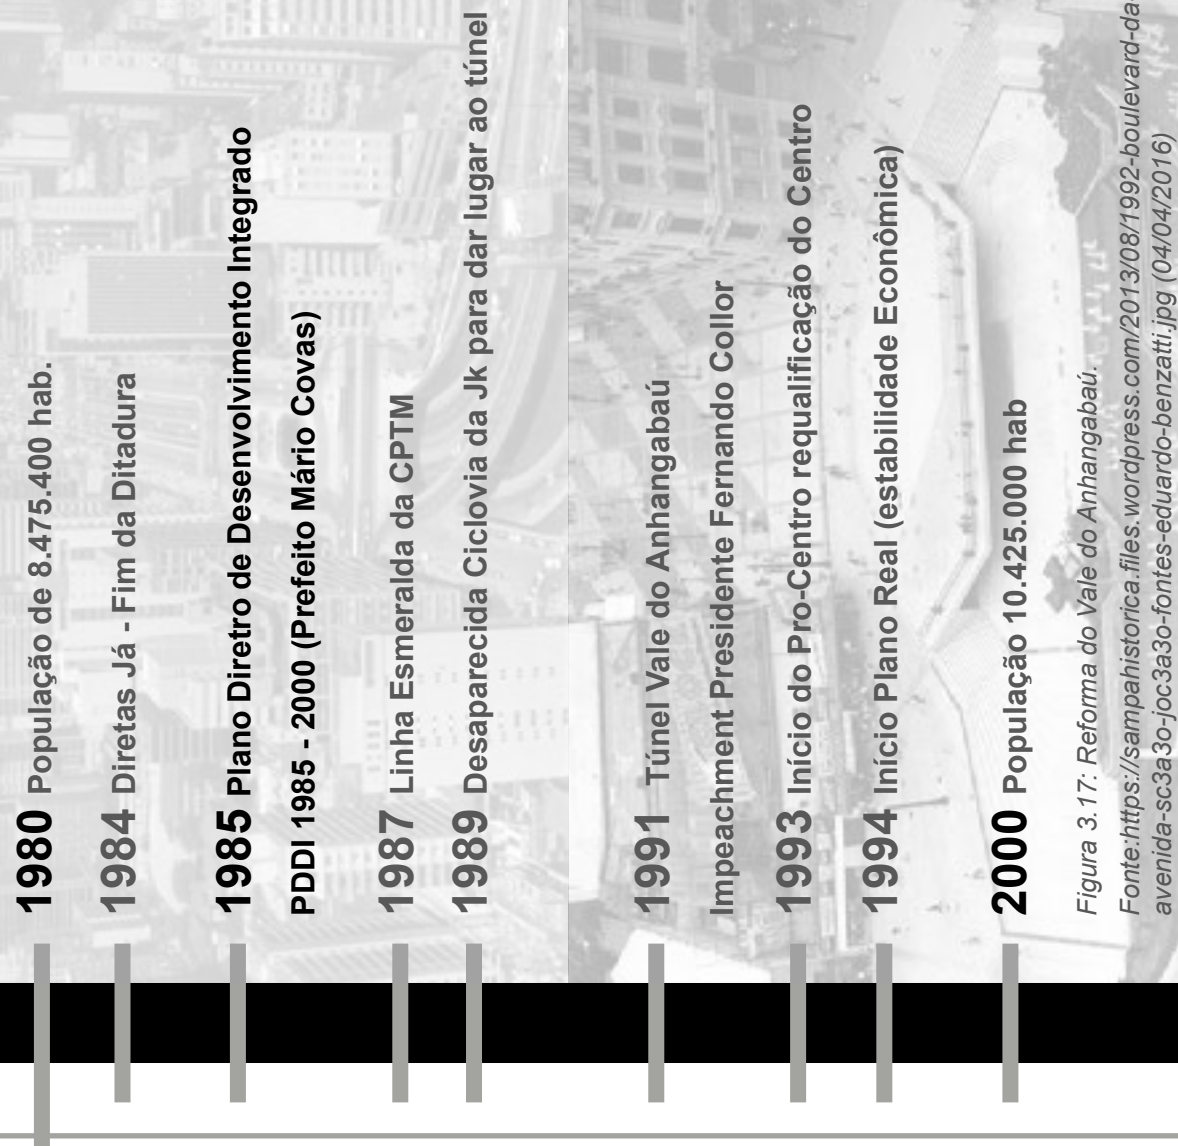 1980 População de 8.475.400 hab.
1984 Diretas Já - Fim da Ditadura
1985 Plano Diretro de Desenvolvimento Integrado
PDDI 1985 - 2000 (Prefeito Mário Covas)
1987 Linha Esmeralda da CPTM
1989 Desaparecida Ciclovia da Jk para dar lugar ao túnel
1991 Túnel Vale do Anhangabaú
Impeachment Presidente Fernando Collor
1993 Início do Pro-Centro requalificação do Centro
1994 Início Plano Real (estabilidade Econômica)
2000 População 10.425.000 hab
Figura 3.17: Reforma do Vale do Anhangabaú.
Fonte:https://sampahistorica.files.wordpress.com/2013/08/1992-boulevard-da-
avenida-sc3a3o-joc3a3o-fontes-eduardo-benzatti.jpg (04/04/2016)